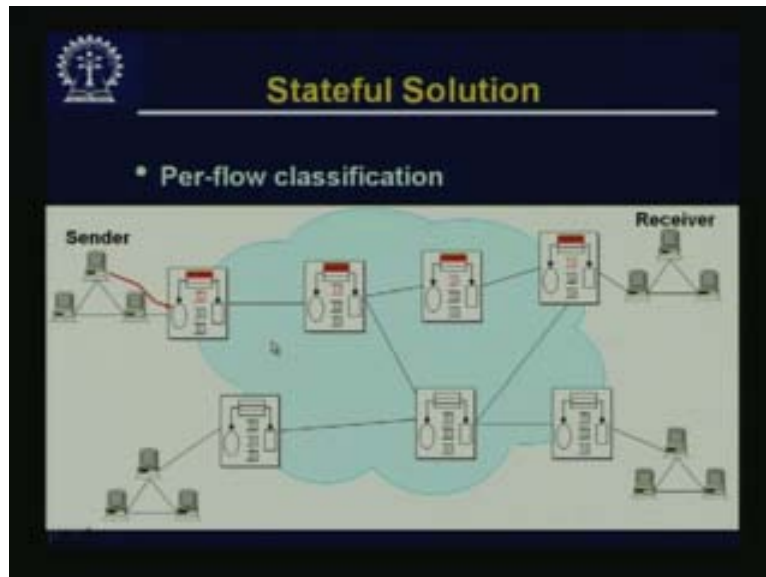 Stateful Solution
• Per-flow classification
Sender
Receiver